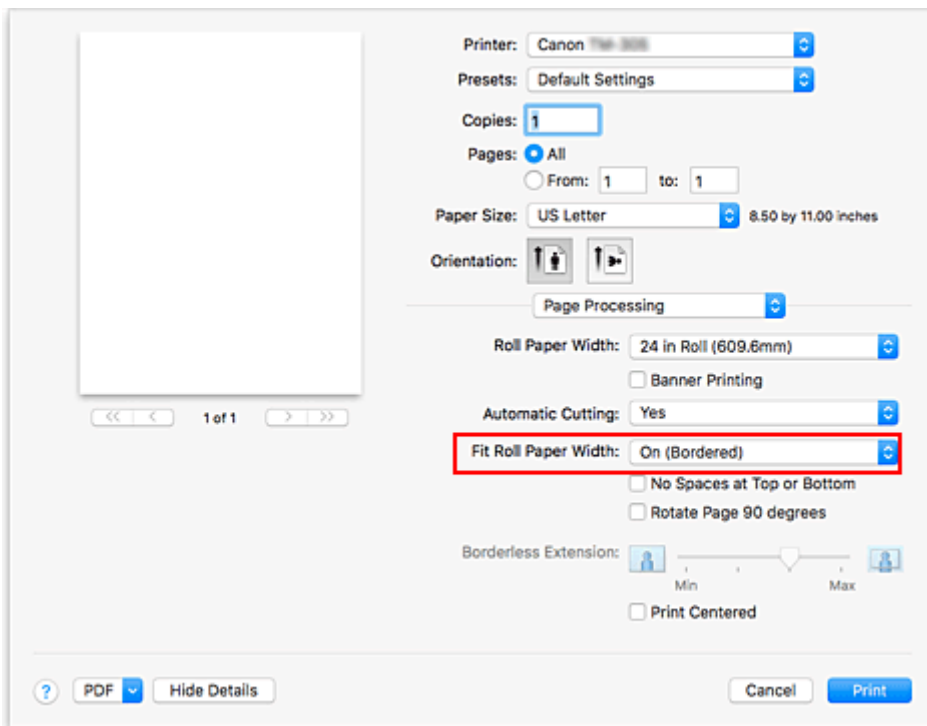 Printer: Canon
Presets: Default Settings
Copies: 1
Pages: All
From: 1 to: 1
Paper Size: US Letter 8.50 by 11.00 inches
Orientation:
Page Processing
Roll Paper Width: 24 in Roll (609.6mm)
Banner Printing
1 of 1
Automatic Cutting: Yes
Fit Roll Paper Width: On (Bordered)
No Spaces at Top or Bottom
Rotate Page 90 degrees
Borderless Extension:
Min Max
Print Centered
? PDF Hide Details Cancel Print